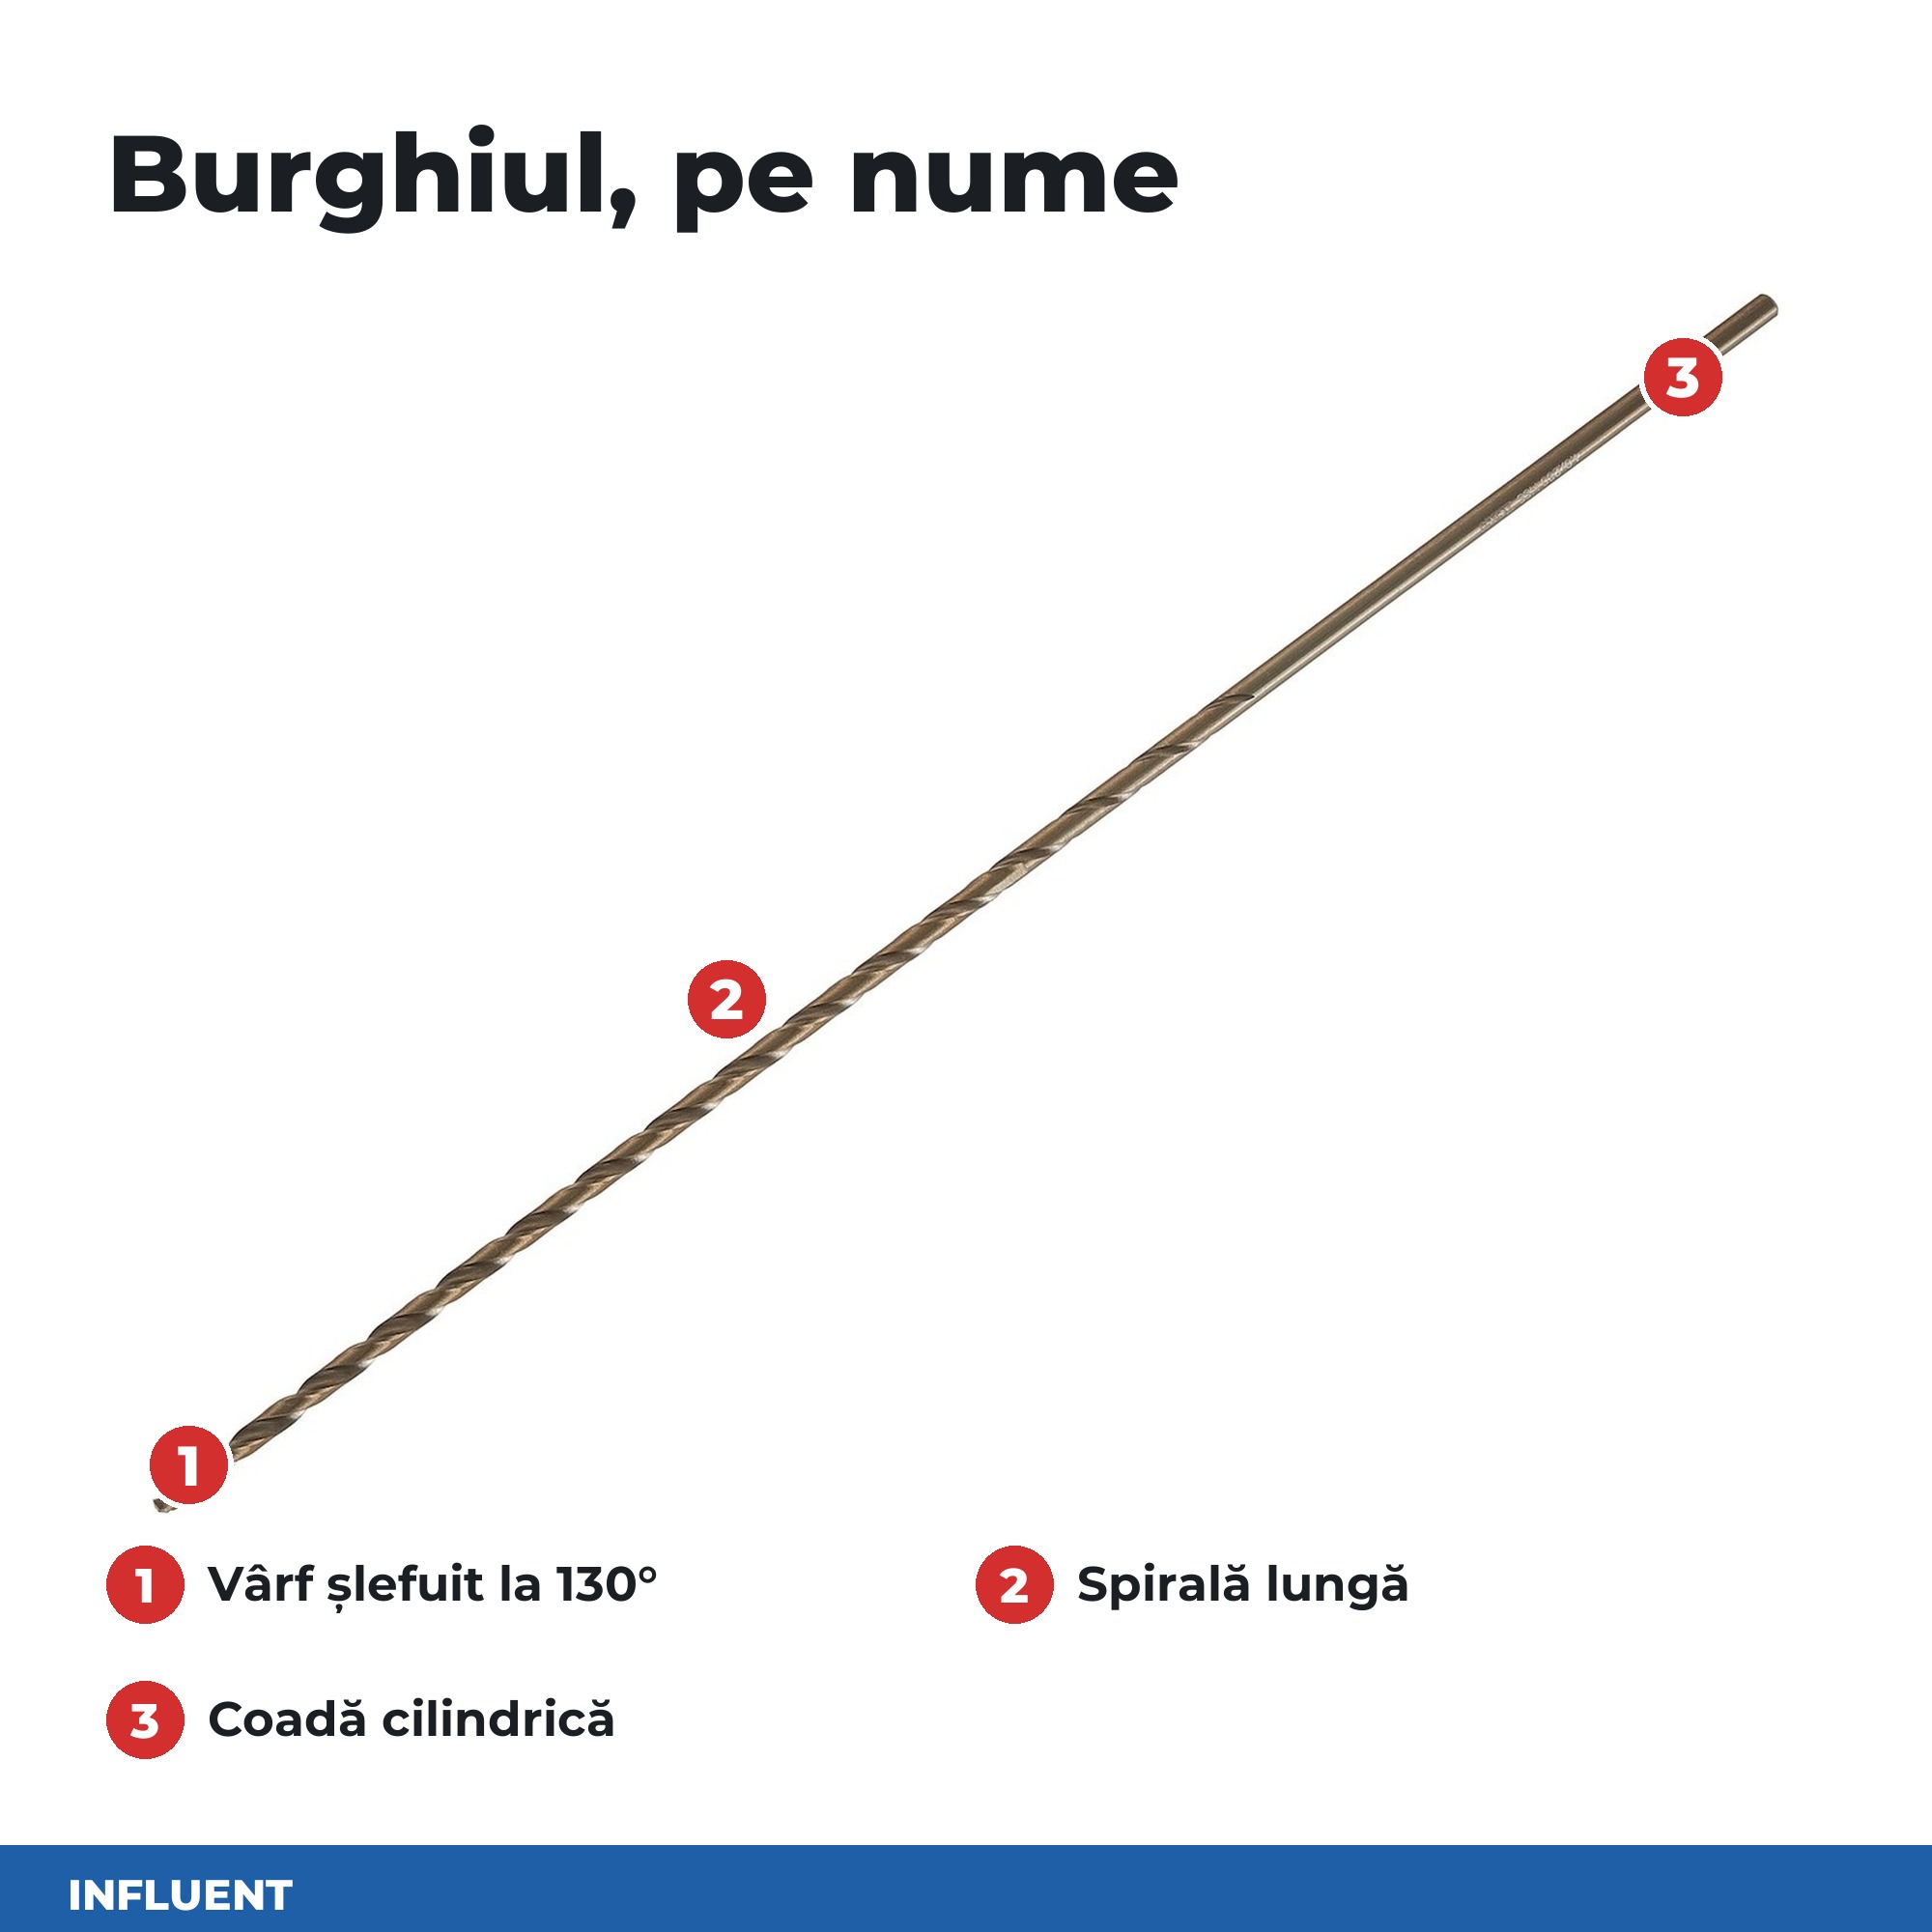 Burghiul, pe nume
3
2
1
1 Vârf șlefuit la 130°
2 Spirală lungă
3 Coadă cilindrică
INFLUENT